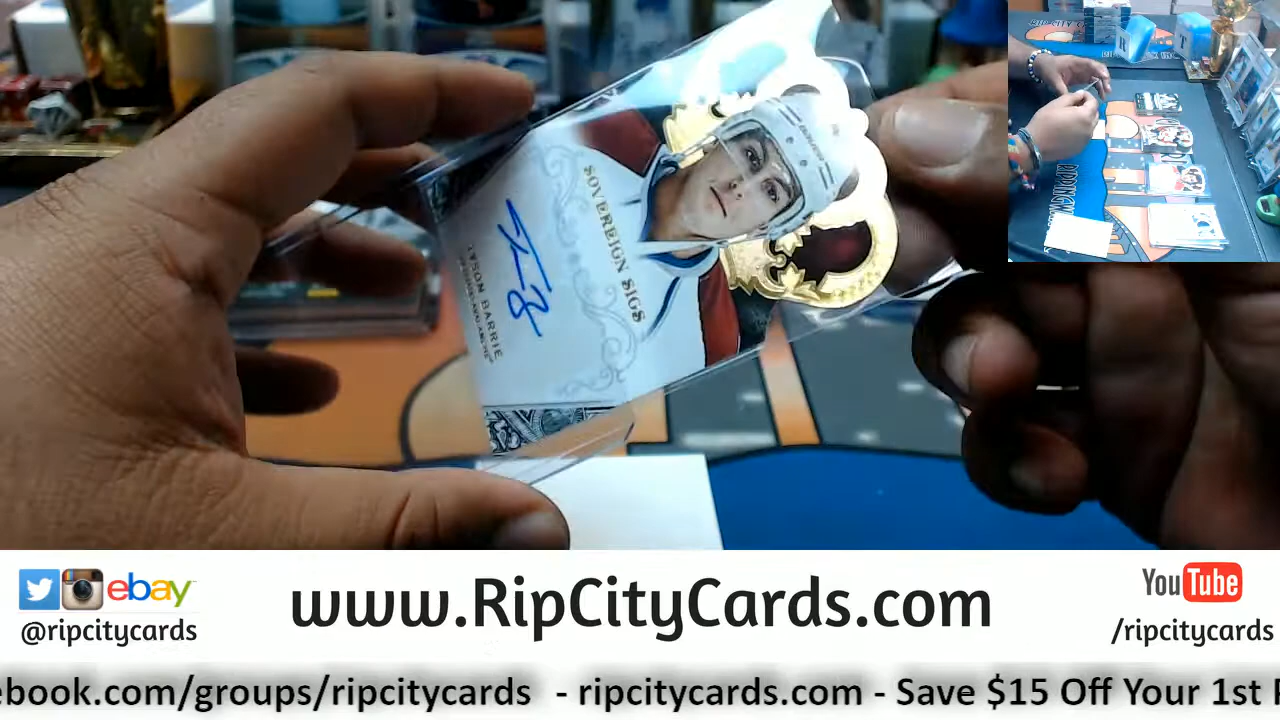 SOVEREIGN SIGS
TYSON BARRIE
ebay
@ripcitycards
www.RipCityCards.com
YouTube
/ripcitycards
ebook.com/groups/ripcitycards - ripcitycards.com - Save $15 Off Your 1st